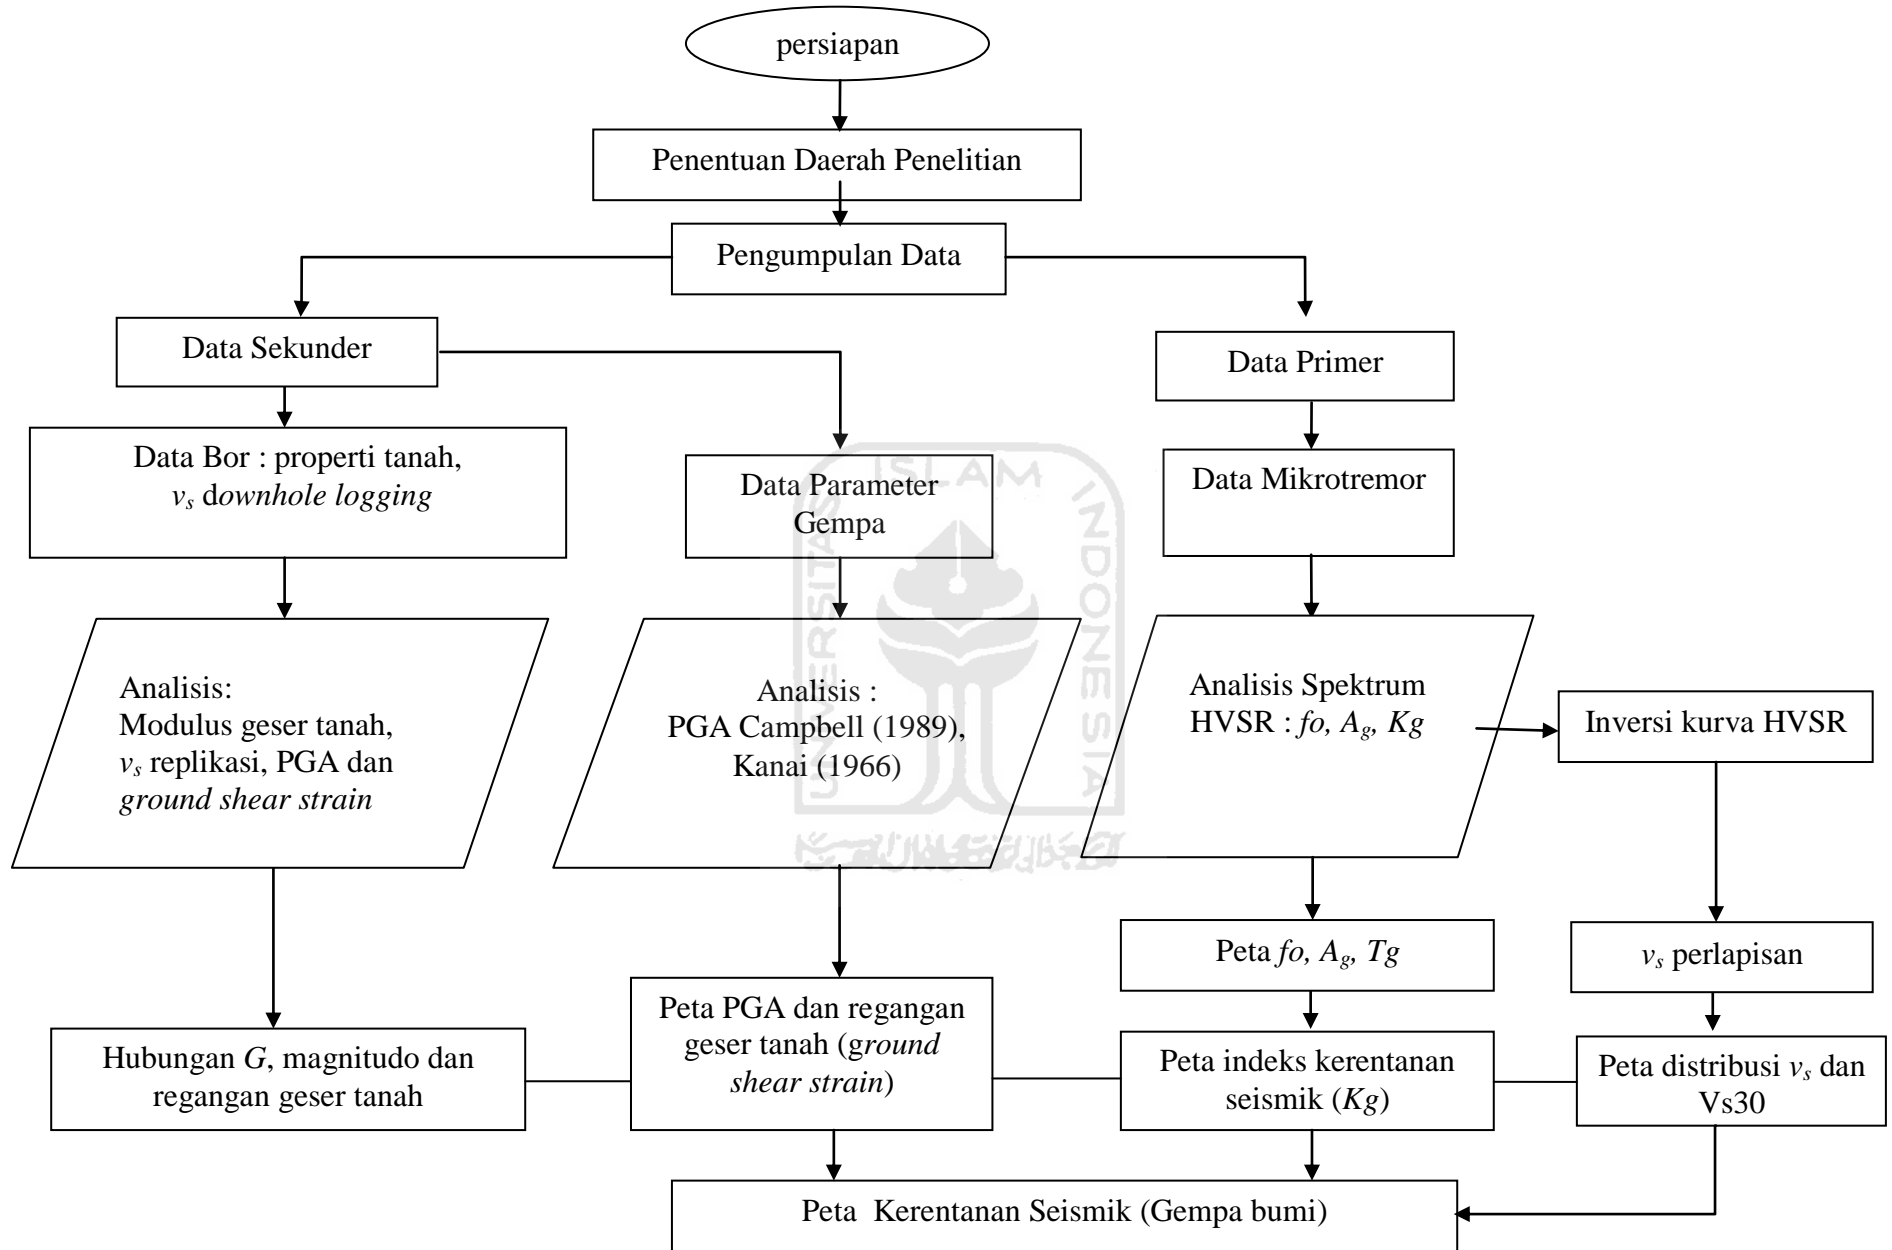 persiapan
Penentuan Daerah Penelitian
Pengumpulan Data
Data Sekunder
Data Primer
Data Bor : properti tanah,
vs downhole logging
Data Parameter
Gempa
Data Mikrotremor
Analisis:
Modulus geser tanah,
vs replikasi, PGA dan
ground shear strain
Analisis :
PGA Campbell (1989),
Kanai (1966)
Analisis Spektrum
HVSR : fo, Ag, Kg
Inversi kurva HVSR
Peta fo, Ag, Tg
vs perlapisan
Hubungan G, magnitudo dan
regangan geser tanah
Peta PGA dan regangan
geser tanah (ground
shear strain)
Peta indeks kerentanan
seismik (Kg)
Peta distribusi vs dan
Vs30
Peta  Kerentanan Seismik (Gempa bumi)
UNIVERSITAS
ISLAM
INDONESIA